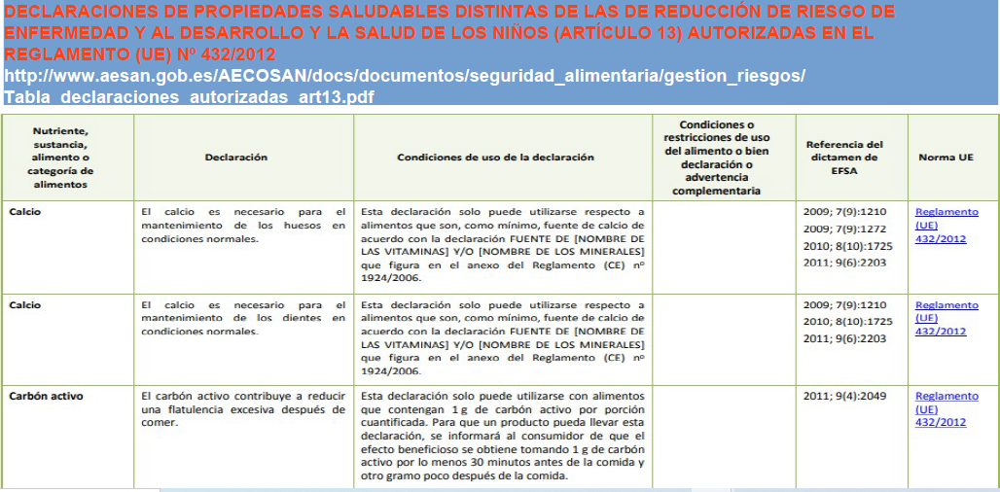 DECLARACIONES DE PROPIEDADES SALUDABLES DISTINTAS DE LAS DE REDUCCIÓN DE RIESGO DE
ENFERMEDAD Y AL DESARROLLO Y LA SALUD DE LOS NIÑOS (ARTÍCULO 13) AUTORIZADAS EN EL
REGLAMENTO (UE) Nº 432/2012
http://www.aesan.gob.es/AECOSAN/docs/documentos/seguridad_alimentaria/gestion_riesgos/
Tabla_declaraciones_autorizadas_art13.pdf
Nutriente,
sustancia,
alimento o
categoría de
alimentos
Declaración
Condiciones de uso de la declaración
Condiciones o
restricciones de uso
del alimento o bien
declaración o
advertencia
complementaria
Referencia del
dictamen de
EFSA
Norma UE
Calcio
El calcio es necesario para el
mantenimiento de los huesos en
condiciones normales.
Esta declaración solo puede utilizarse respecto a
alimentos que son, como mínimo, fuente de calcio de
acuerdo con la declaración FUENTE DE [NOMBRE DE
LAS VITAMINAS] Y/O [NOMBRE DE LOS MINERALES]
que figura en el anexo del Reglamento (CE) nº
1924/2006.
2009; 7(9):1210
2009; 7(9):1272
2010; 8(10):1725
2011; 9(6):2203
Reglamento
(UE)
432/2012
Calcio
El calcio es necesario para el
mantenimiento de los dientes en
condiciones normales.
Esta declaración solo puede utilizarse respecto a
alimentos que son, como mínimo, fuente de calcio de
acuerdo con la declaración FUENTE DE [NOMBRE DE
LAS VITAMINAS] Y/O [NOMBRE DE LOS MINERALES]
que figura en el anexo del Reglamento (CE) nº
1924/2006.
2009; 7(9):1210
2010; 8(10):1725
2011; 9(6):2203
Reglamento
(UE)
432/2012
Carbón activo
El carbón activo contribuye a reducir
una flatulencia excesiva después de
comer.
Esta declaración solo puede utilizarse con alimentos
que contengan 1 g de carbón activo por porción
cuantificada. Para que un producto pueda llevar esta
declaración, se informará al consumidor de que el
efecto beneficioso se obtiene tomando 1 g de carbón
activo por lo menos 30 minutos antes de la comida y
otro gramo poco después de la comida.
2011; 9(4):2049
Reglamento
(UE)
432/2012